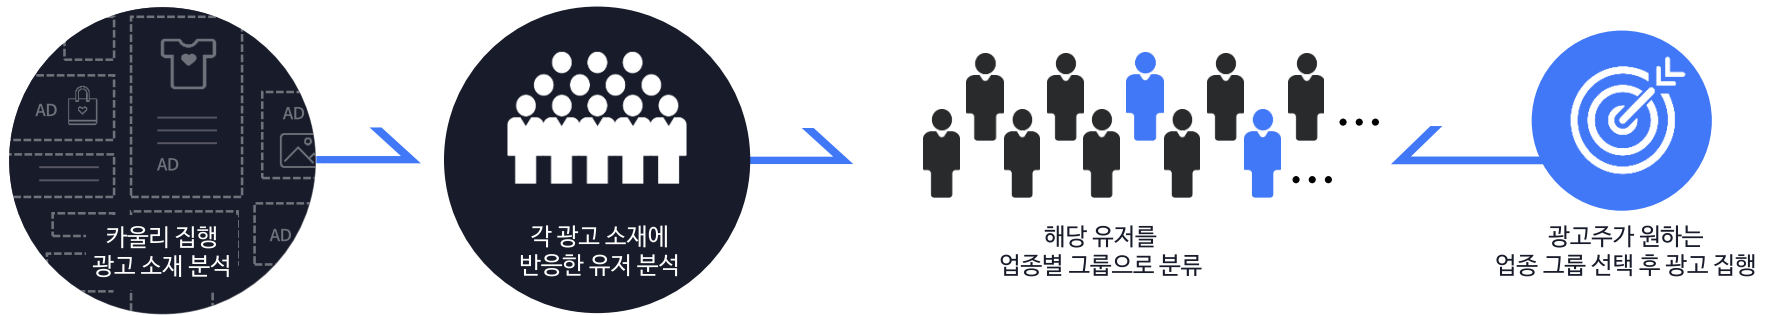 AD
AD
AD
AD
카울리 집행
광고 소재 분석
각 광고 소재에
반응한 유저 분석
해당 유저를
업종별 그룹으로 분류
광고주가 원하는
업종 그룹 선택 후 광고 집행